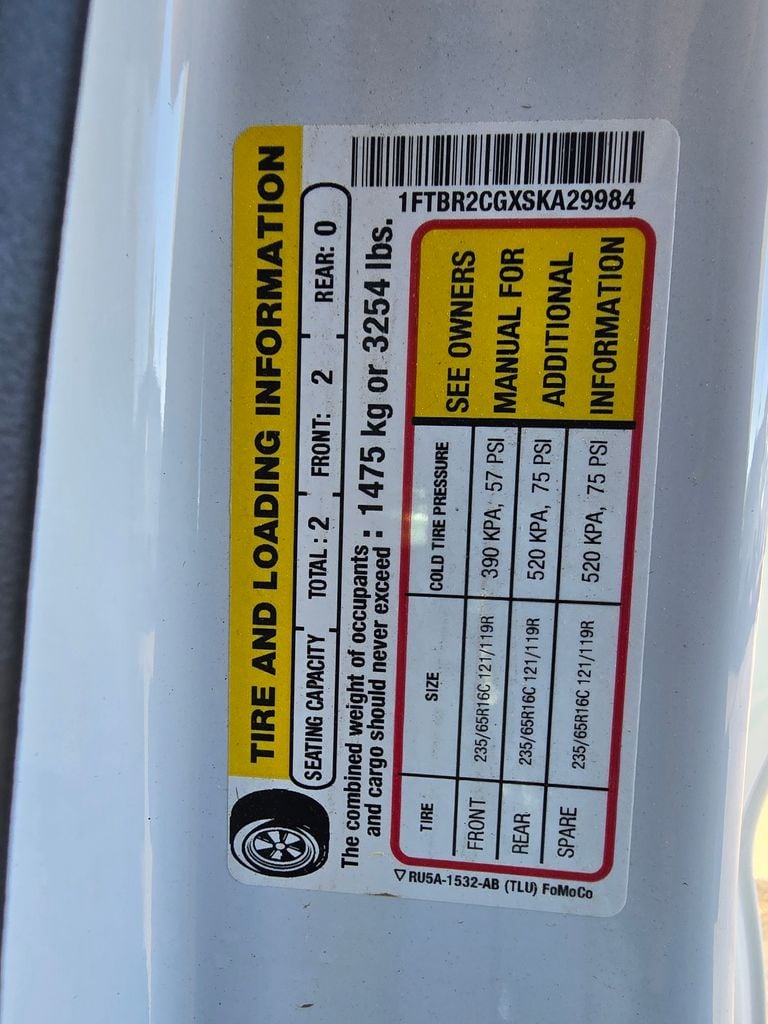 TIRE AND LOADING INFORMATION
SEATING CAPACITY TOTAL: 2 FRONT: 2 REAR: 0
The combined weight of occupants
and cargo should never exceed : 1475 kg or 3254 lbs.
1FTBR2CGXSKA29984
TIRE SIZE COLD TIRE PRESSURE
FRONT 235/65R16C 121/119R 390 KPA, 57 PSI
REAR 235/65R16C 121/119R 520 KPA, 75 PSI
SPARE 235/65R16C 121/119R 520 KPA, 75 PSI
SEE OWNERS
MANUAL FOR
ADDITIONAL
INFORMATION
RU5A-1532-AB (TLU) FoMoCo